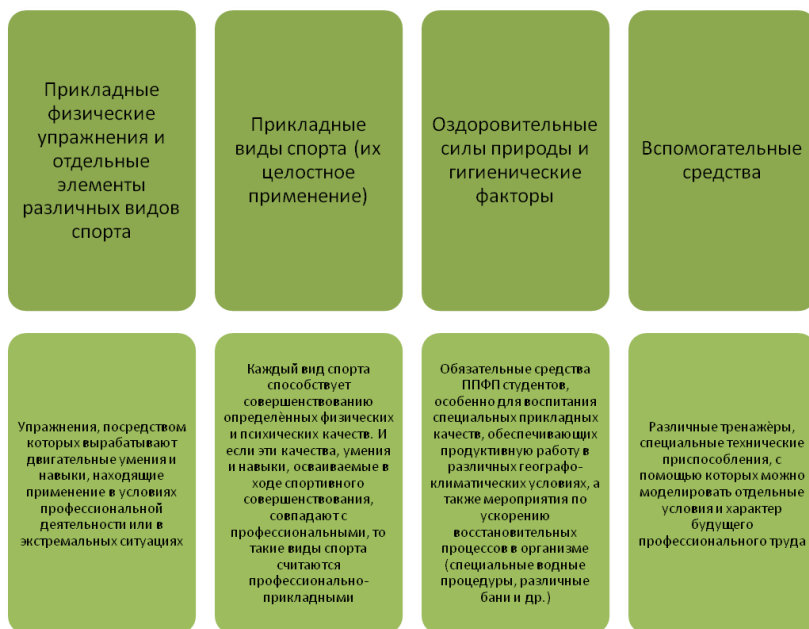 Прикладные
физические
упражнения и
отдельные
элементы
различных видов
спорта
Прикладные
виды спорта (их
целостное
применение)
Оздоровительные
силы природы и
гигиенические
факторы
Вспомогательные
средства
Упражнения, посредством
которых вырабатывают
двигательные умения и
навыки, находящие
применение в условиях
профессиональной
деятельности или в
экстремальных ситуациях
Каждый вид спорта
способствует
совершенствованию
определѐнных физических
и психических качеств. И
если эти качества, умения
и навыки, осваиваемые в
ходе спортивного
совершенствования,
совпадают с
профессиональными, то
такие виды спорта
считаются
профессионально-
прикладными
Обязательные средства
ППФП студентов,
особенно для воспитания
специальных прикладных
качеств, обеспечивающих
продуктивную работу в
различных географо-
климатических условиях, а
также мероприятия по
ускорению
восстановительных
процессов в организме
(специальные водные
процедуры, различные
бани и др.)
Различные тренажѐры,
специальные технические
приспособления, с
помощью которых можно
моделировать отдельные
условия и характер
будущего
профессионального труда